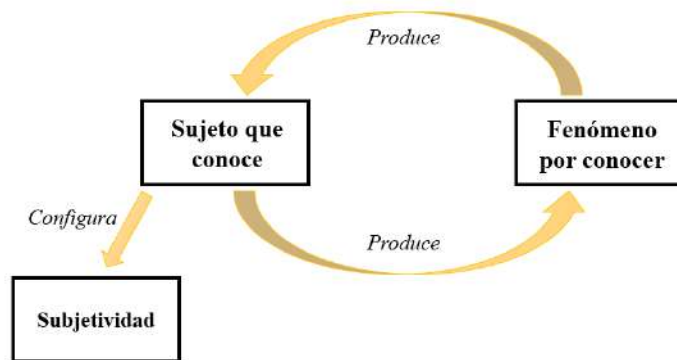 Produce
Sujeto que
conoce
Fenómeno
por conocer
Configura
Produce
Subjetividad